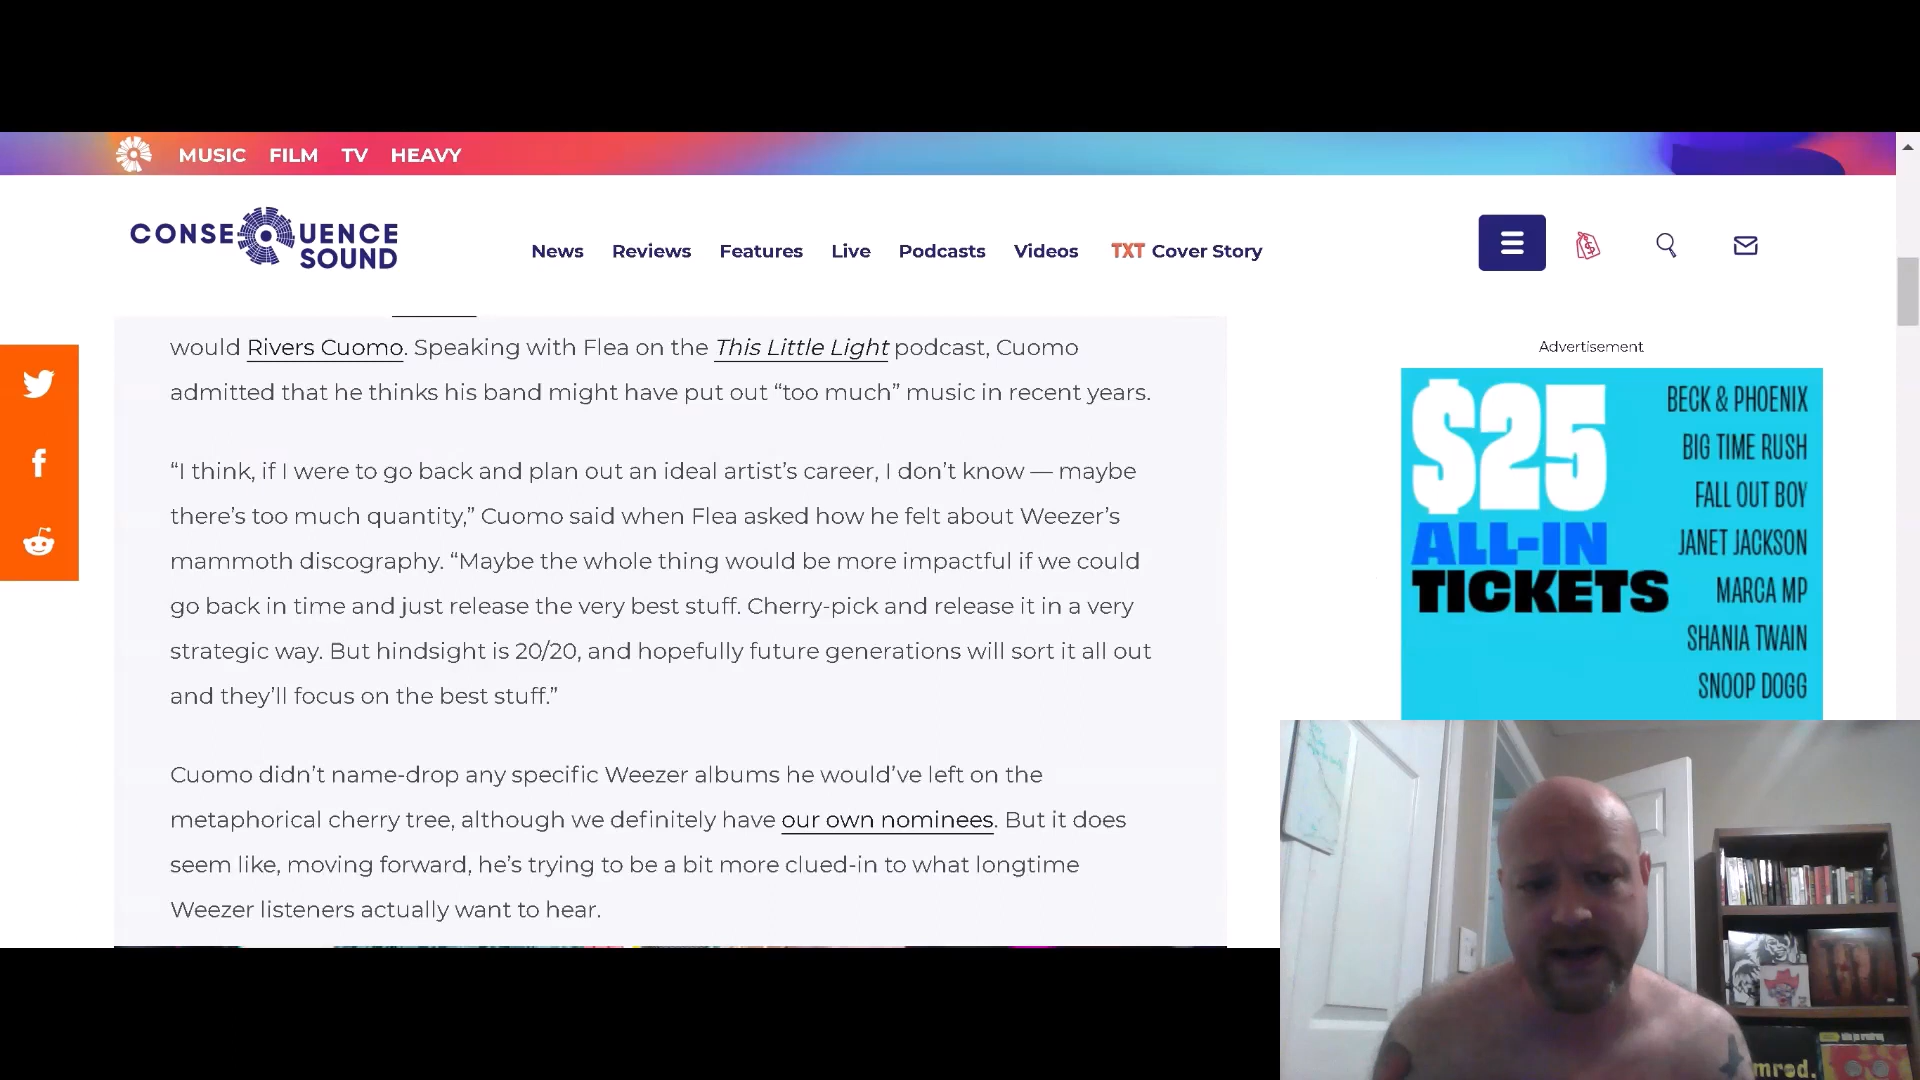 MUSIC FILM TV HEAVY
CONSEQUENCE
SOUND
News Reviews Features Live Podcasts Videos TXT Cover Story
would Rivers Cuomo. Speaking with Flea on the This Little Light podcast, Cuomo
admitted that he thinks his band might have put out “too much” music in recent years.
“I think, if I were to go back and plan out an ideal artist’s career, I don’t know — maybe
there’s too much quantity,” Cuomo said when Flea asked how he felt about Weezer’s
mammoth discography. “Maybe the whole thing would be more impactful if we could
go back in time and just release the very best stuff. Cherry-pick and release it in a very
strategic way. But hindsight is 20/20, and hopefully future generations will sort it all out
and they’ll focus on the best stuff.”
Cuomo didn’t name-drop any specific Weezer albums he would’ve left on the
metaphorical cherry tree, although we definitely have our own nominees. But it does
seem like, moving forward, he’s trying to be a bit more clued-in to what longtime
Weezer listeners actually want to hear.
Advertisement
$25
ALL-IN
TICKETS
BECK & PHOENIX
BIG TIME RUSH
FALL OUT BOY
JANET JACKSON
MARCA MP
SHANIA TWAIN
SNOOP DOGG